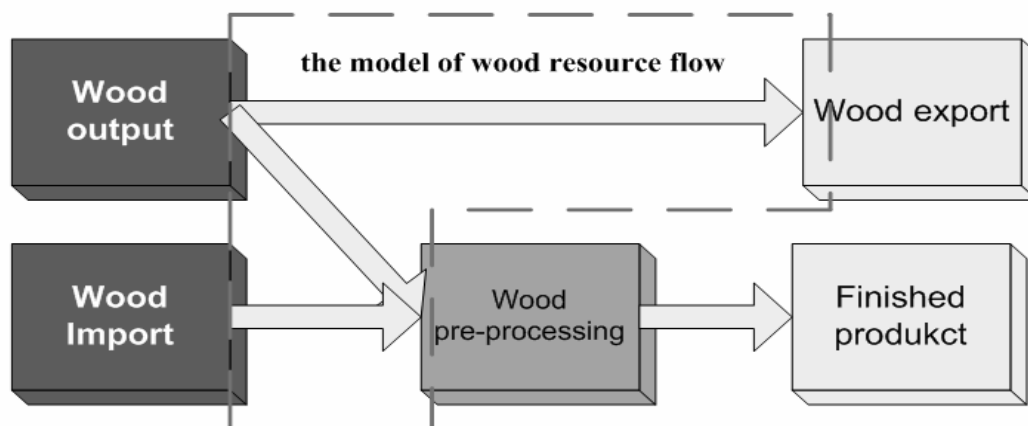 the model of wood resource flow
Wood
output
Wood export
Wood
Import
Wood
pre-processing
Finished
produkct